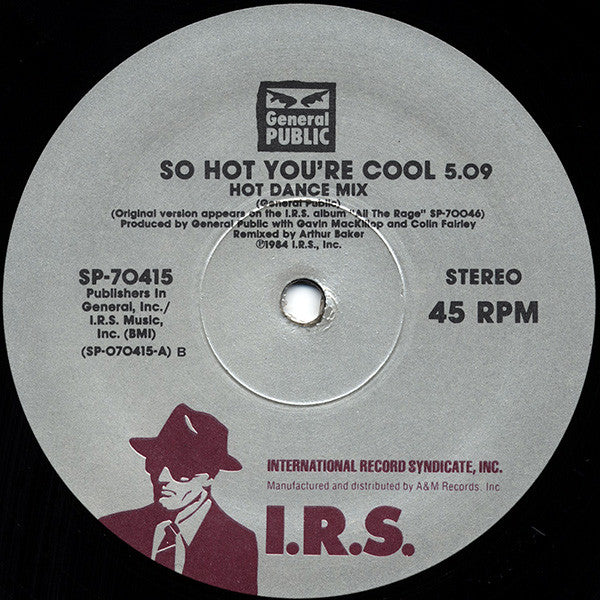 General
PUBLIC
SO HOT YOU'RE COOL 5.09
HOT DANCE MIX
(General Public)
(Original version appears on the I.R.S. album "All The Rage" SP-70046)
Produced by General Public with Gavin MacKillop and Colin Fairley
Remixed by Arthur Baker
℗1984 I.R.S., Inc.
SP-70415
Publishers In
General, Inc./
I.R.S. Music,
Inc. (BMI)
(SP-070415-A) B
STEREO
45 RPM
INTERNATIONAL RECORD SYNDICATE, INC.
Manufactured and distributed by A&M Records, Inc
I.R.S.